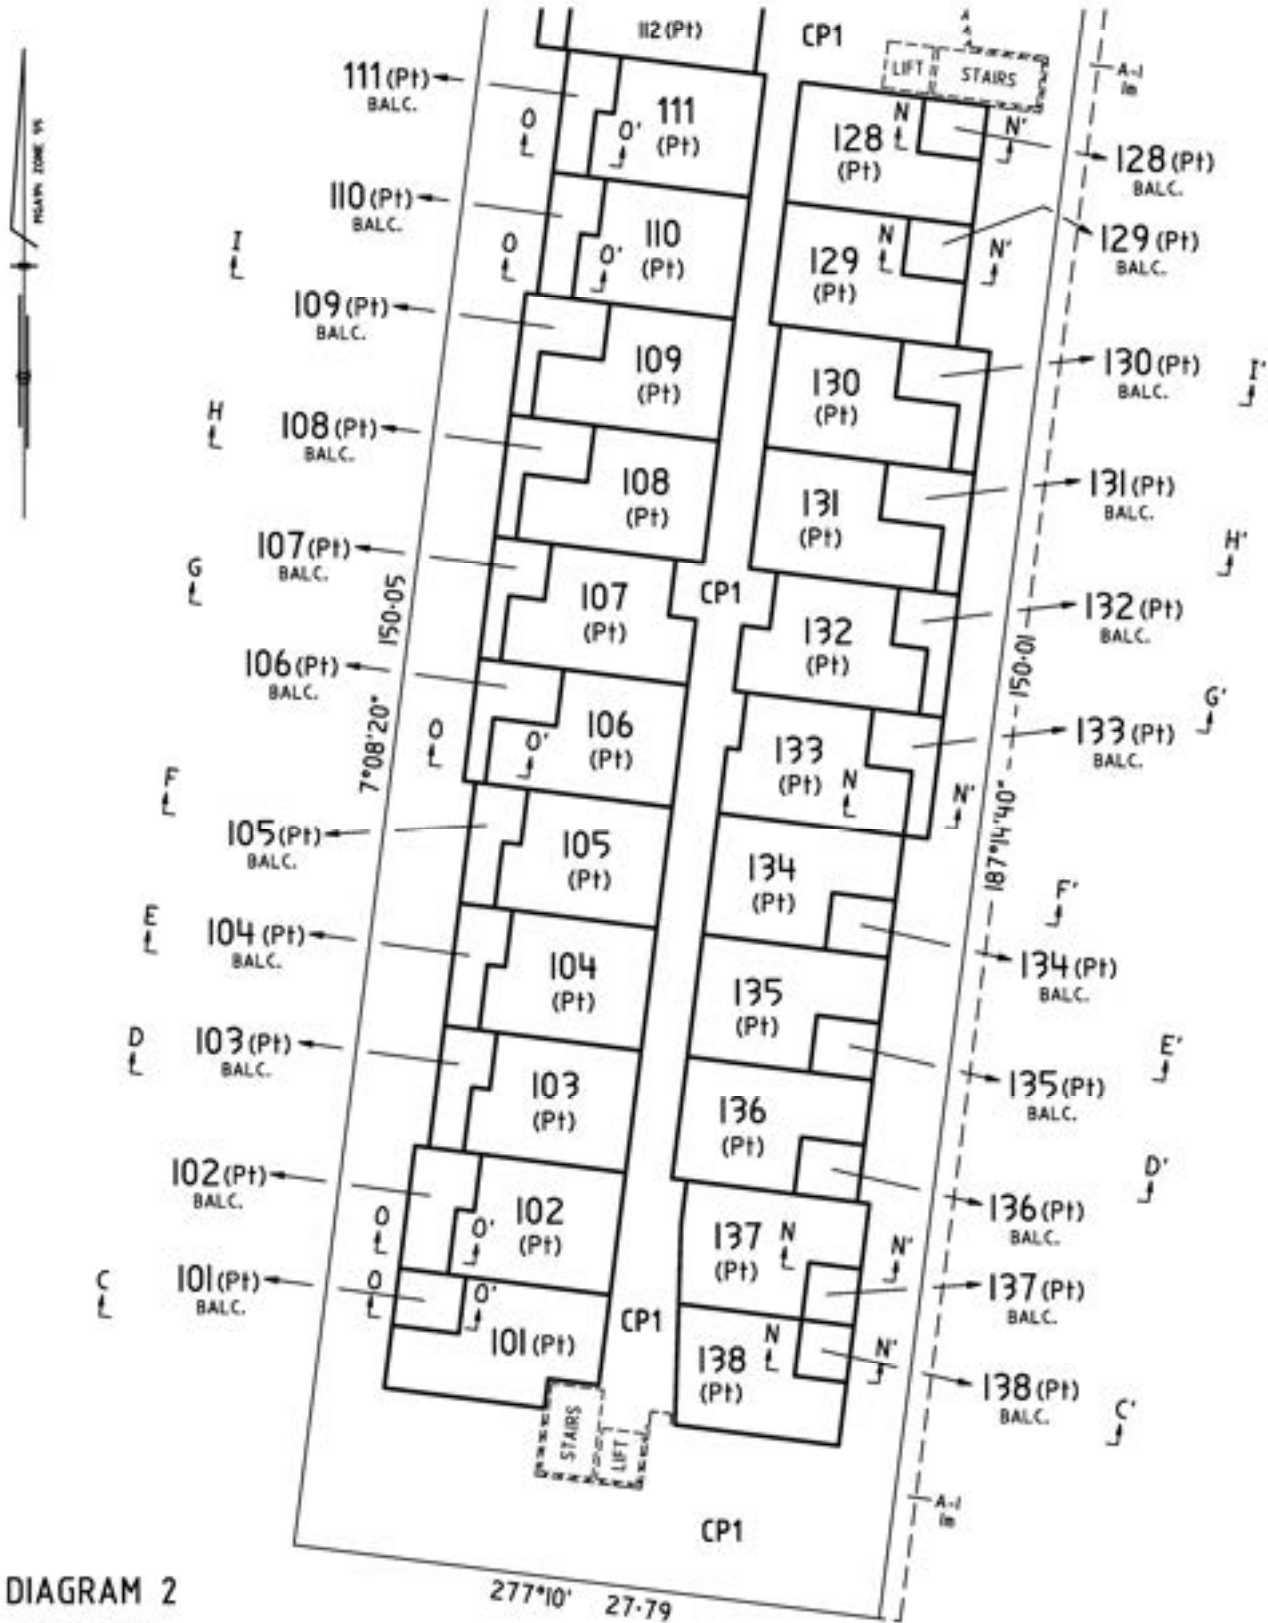 112 (Pt)
CP1
LIFT
STAIRS
A-1
1m
MGA94 ZONE 55
111 (Pt)
BALC.
111
(Pt)
O
O'
128
(Pt)
N
N'
128 (Pt)
BALC.
110 (Pt)
BALC.
110
(Pt)
O
O'
129
(Pt)
N
N'
129 (Pt)
BALC.
I
109 (Pt)
BALC.
109
(Pt)
130
(Pt)
130 (Pt)
BALC.
I'
H
108 (Pt)
BALC.
108
(Pt)
131
(Pt)
131 (Pt)
BALC.
H'
G
107 (Pt)
BALC.
107
(Pt)
CP1
132
(Pt)
132 (Pt)
BALC.
G'
7°08'20"
150·05
187°14'40"
150·01
106 (Pt)
BALC.
O
O'
106
(Pt)
133
(Pt)
N
N'
133 (Pt)
BALC.
F
105 (Pt)
BALC.
105
(Pt)
134
(Pt)
134 (Pt)
BALC.
F'
E
104 (Pt)
BALC.
104
(Pt)
135
(Pt)
135 (Pt)
BALC.
E'
D
103 (Pt)
BALC.
103
(Pt)
136
(Pt)
136 (Pt)
BALC.
D'
102 (Pt)
BALC.
O
O'
102
(Pt)
137
(Pt)
N
N'
137 (Pt)
BALC.
C
101 (Pt)
BALC.
O
O'
101 (Pt)
CP1
138
(Pt)
N
N'
138 (Pt)
BALC.
C'
STAIRS
LIFT
A-1
1m
CP1
DIAGRAM 2
277°10' 27·79